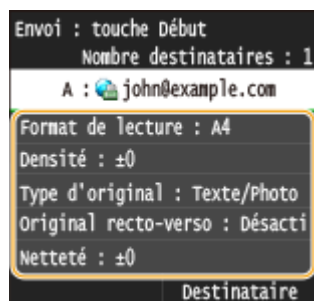 Envoi : touche Début
Nombre destinataires : 1
A : john@example.com
Format de lecture : A4
Densité : ±0
Type d'original : Texte/Photo
Original recto-verso : Désacti
Netteté : ±0
Destinataire